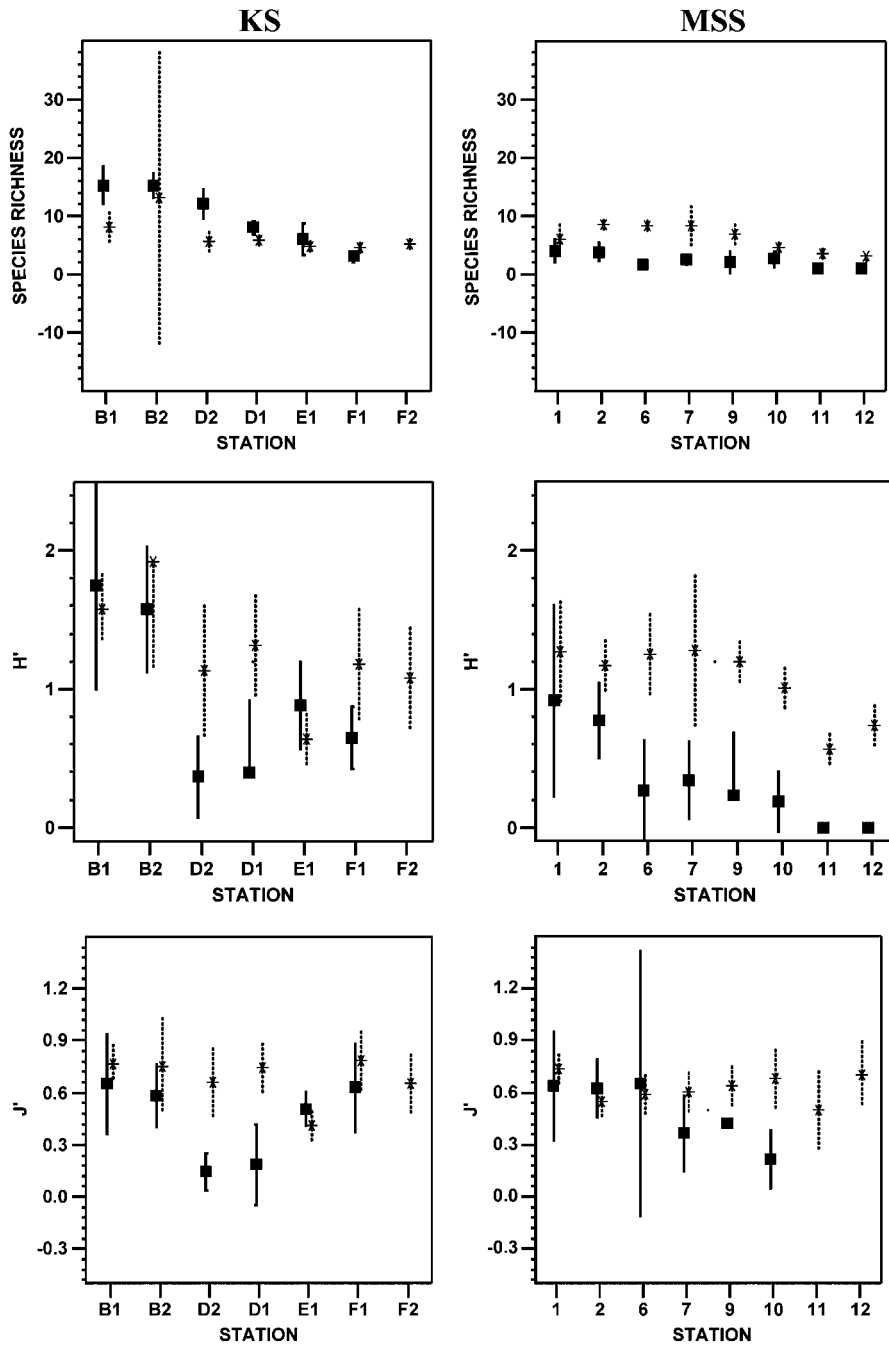 KS
MSS
SPECIES RICHNESS
30
20
10
0
-10
B1 B2 D2 D1 E1 F1 F2
STATION
SPECIES RICHNESS
30
20
10
0
-10
1 2 6 7 9 10 11 12
STATION
H'
2
1
0
B1 B2 D2 D1 E1 F1 F2
STATION
H'
2
1
0
1 2 6 7 9 10 11 12
STATION
J'
1.2
0.9
0.6
0.3
0.0
-0.3
B1 B2 D2 D1 E1 F1 F2
STATION
J'
1.2
0.9
0.6
0.3
0.0
-0.3
1 2 6 7 9 10 11 12
STATION